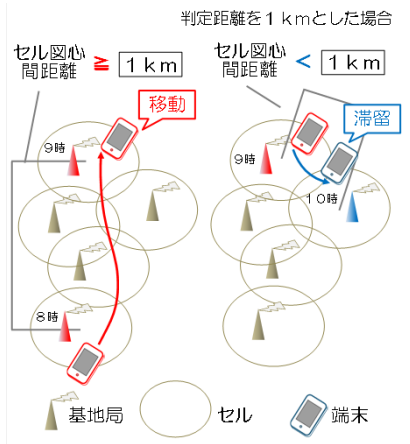 判定距離を１ｋｍとした場合
セル図心
間距離
≧
１ｋｍ
移動
9時
8時
セル図心
間距離
＜
１ｋｍ
滞留
9時
１０時
基地局
セル
端末